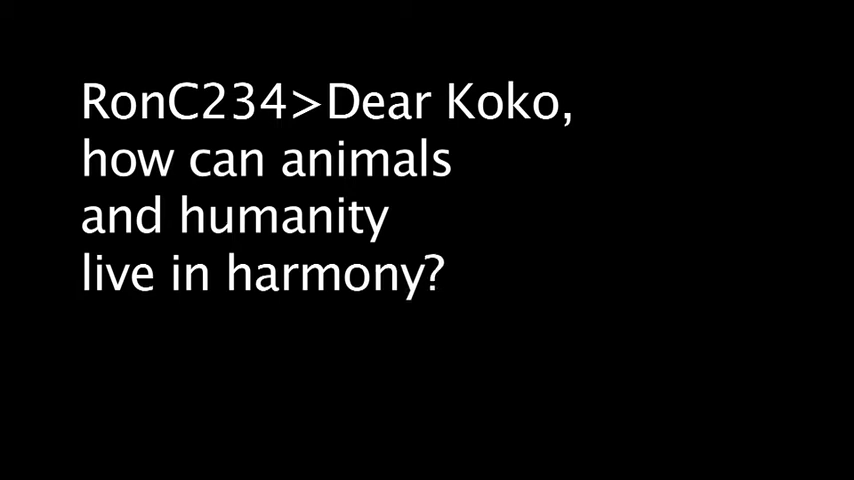 RonC234>Dear Koko,
how can animals
and humanity
live in harmony?